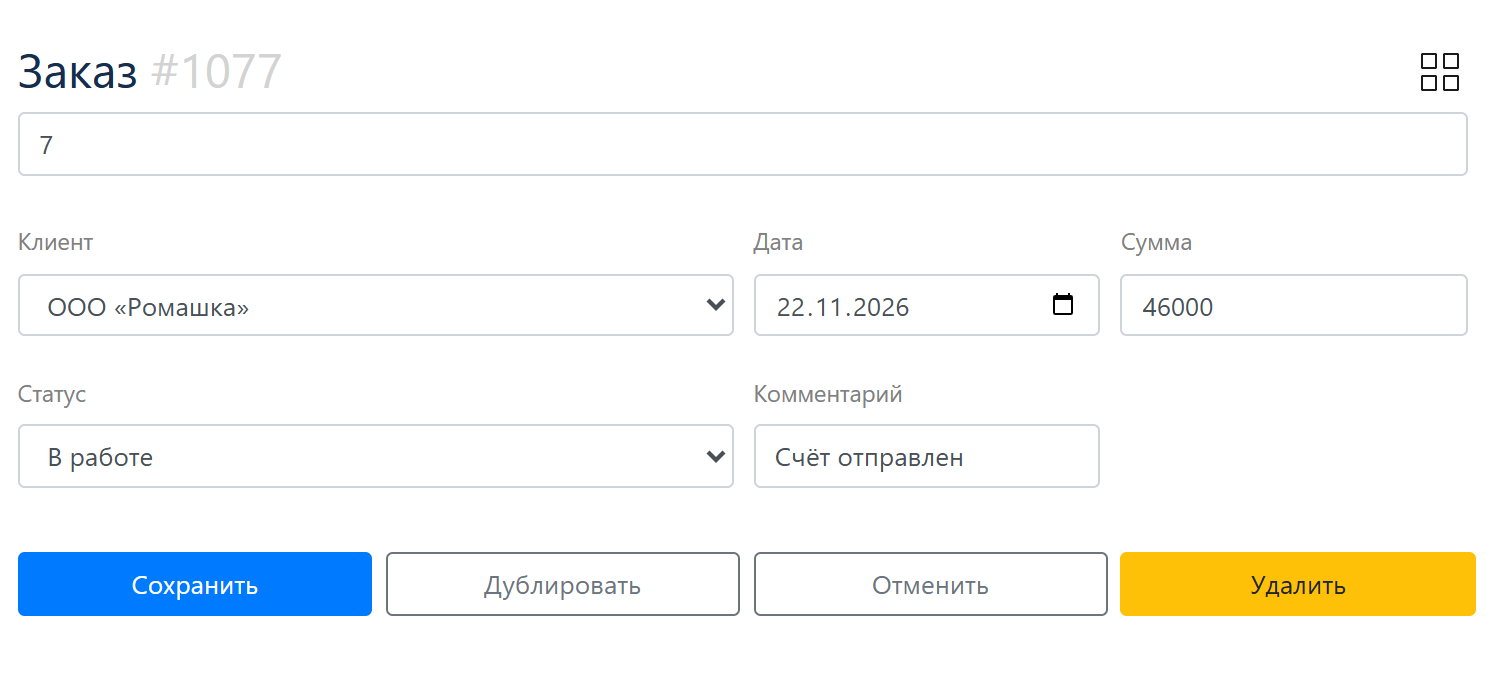 Заказ #1077
7
Клиент Дата Сумма
ООО «Ромашка» 22.11.2026 46000
Статус Комментарий
В работе Счёт отправлен
Сохранить Дублировать Отменить Удалить